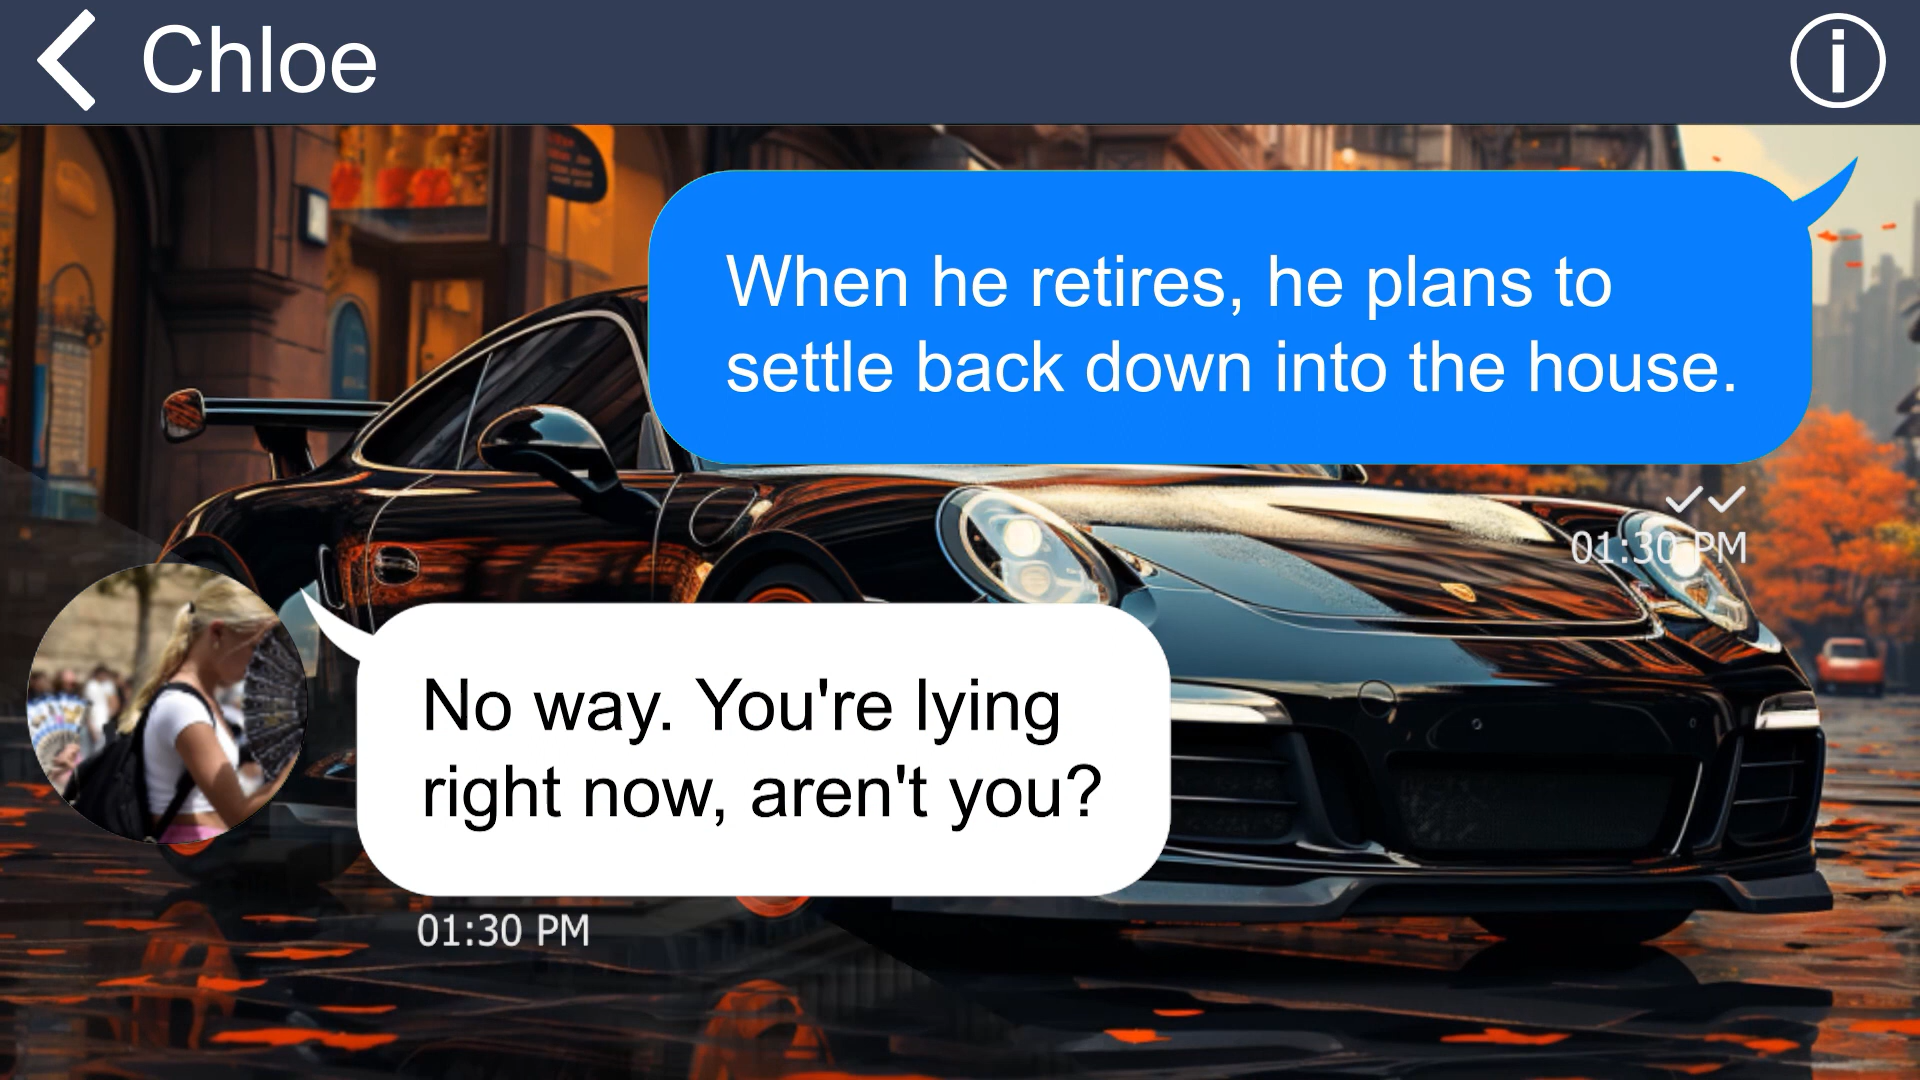 Chloe
When he retires, he plans to
settle back down into the house.
01:30 PM
No way. You're lying
right now, aren't you?
01:30 PM